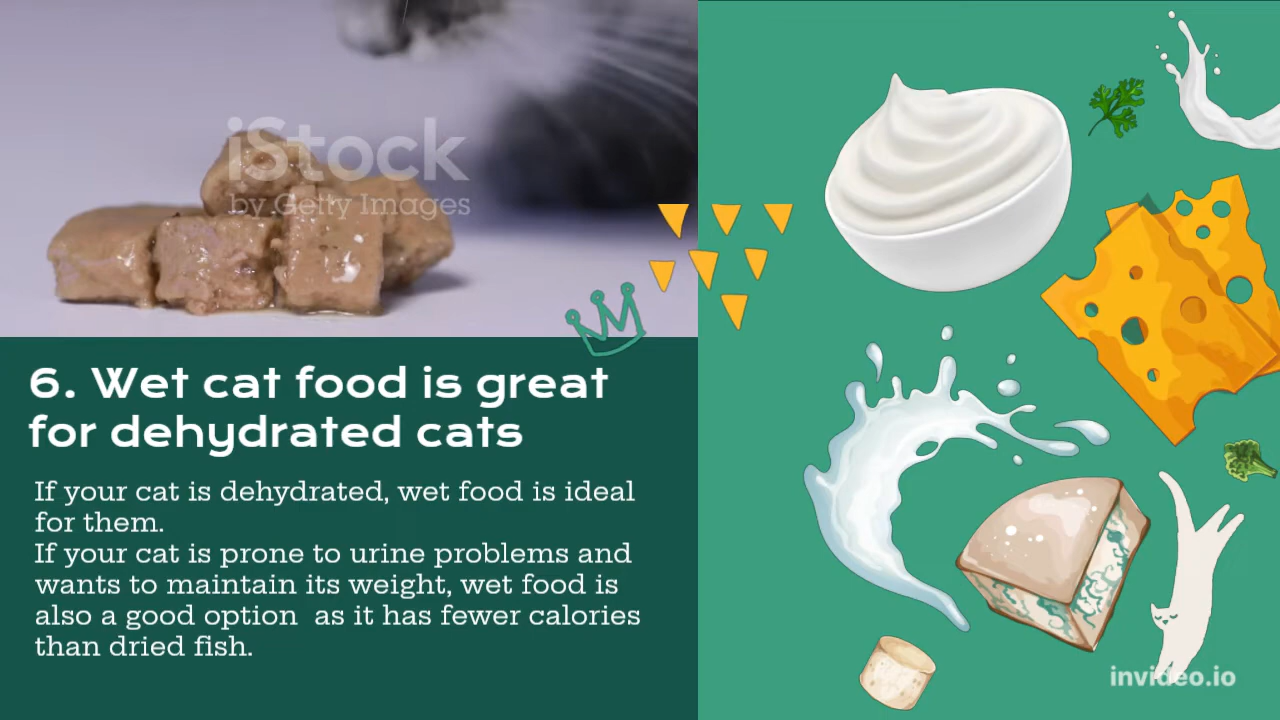 iStock
by Getty Images
6. Wet cat food is great
for dehydrated cats
If your cat is dehydrated, wet food is ideal
for them.
If your cat is prone to urine problems and
wants to maintain its weight, wet food is
also a good option  as it has fewer calories
than dried fish.
invideo.io